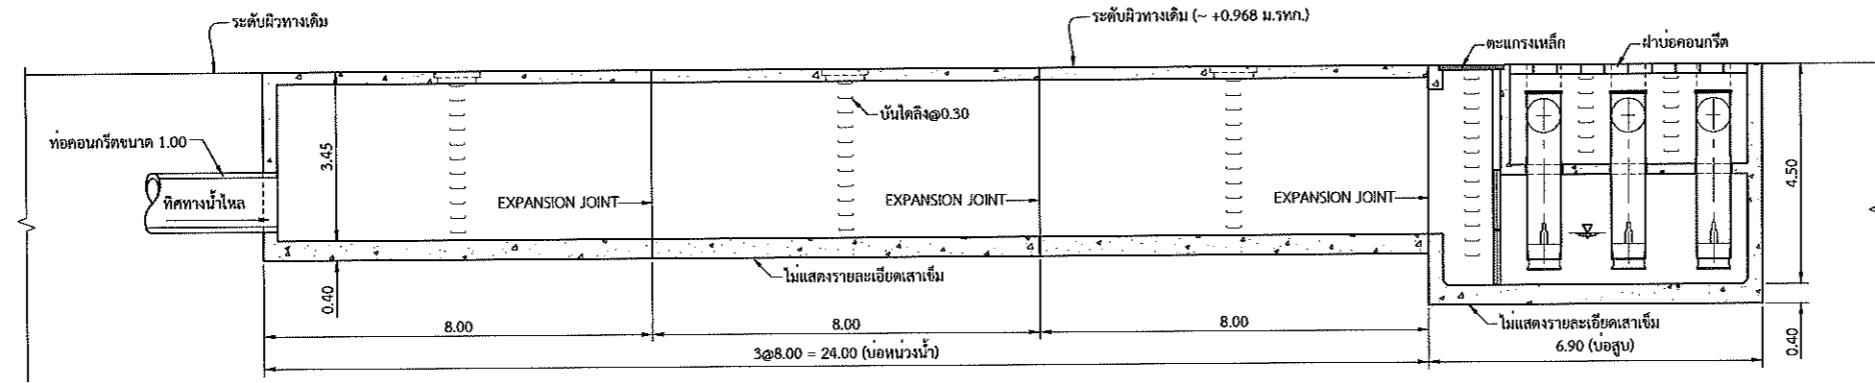 ระดับผิวทางเดิม
ระดับผิวทางเดิม (~ +0.968 ม.รทก.)
ตะแกรงเหล็ก
ฝาบ่อคอนกรีต
ท่อคอนกรีตขนาด 1.00
ทิศทางน้ำไหล
3.45
บันไดลิง@0.30
EXPANSION JOINT
EXPANSION JOINT
EXPANSION JOINT
4.50
0.40
ไม่แสดงรายละเอียดเสาเข็ม
ไม่แสดงรายละเอียดเสาเข็ม
8.00
8.00
8.00
3@8.00 = 24.00 (บ่อหน่วงน้ำ)
6.90 (บ่อสูบ)
0.40